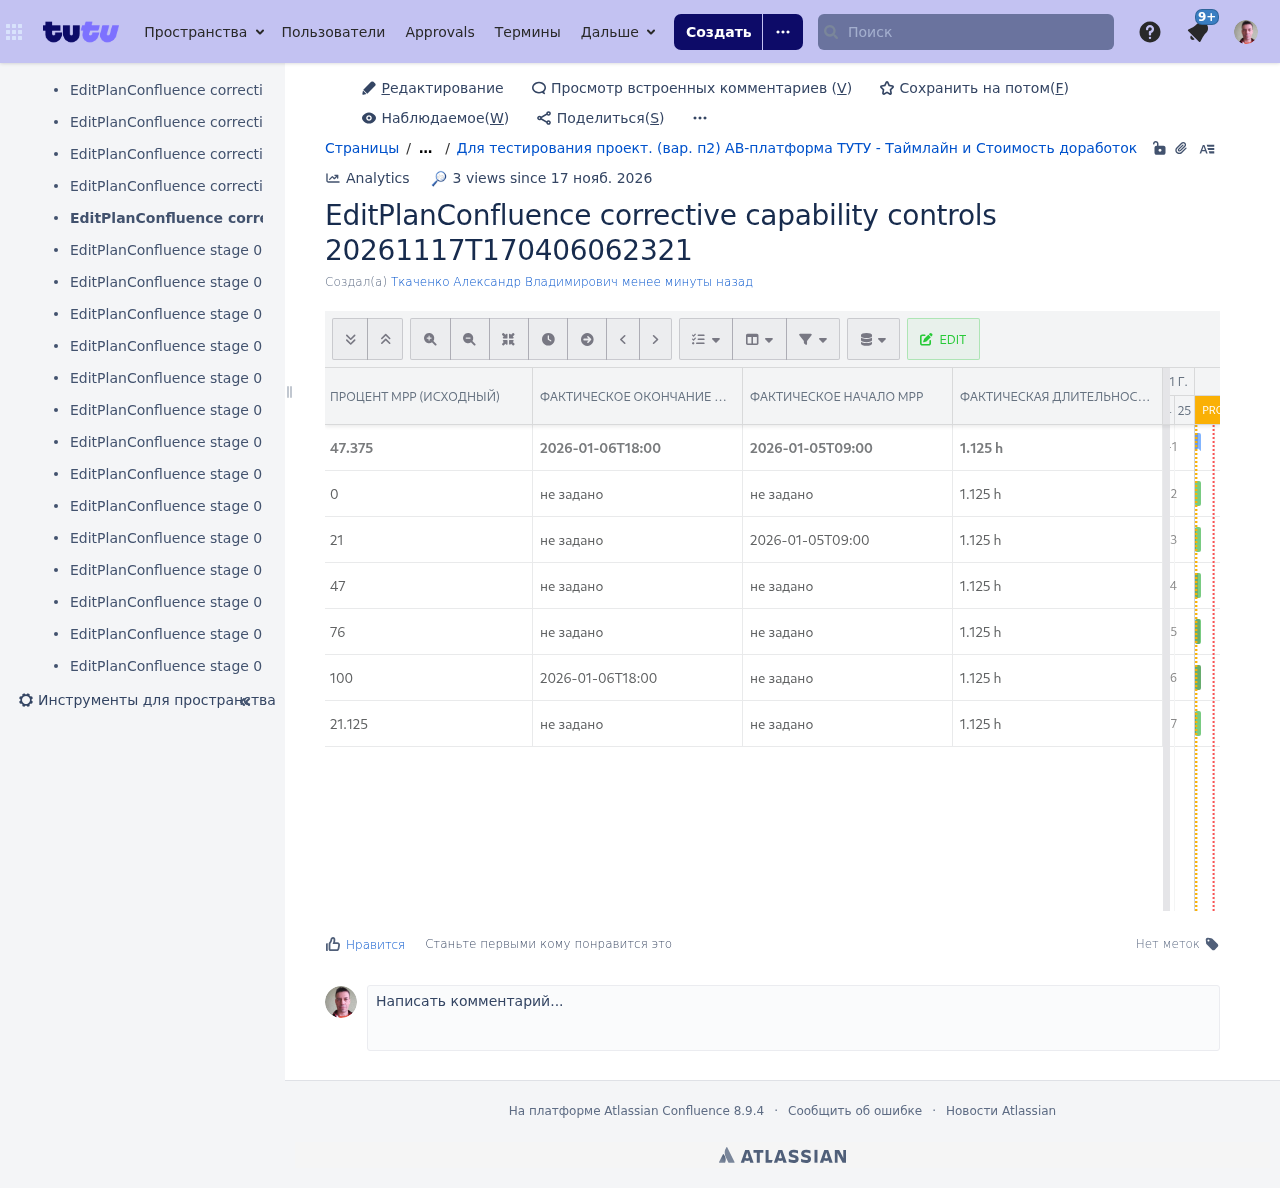 tutu
Пространства
Пользователи
Approvals
Термины
Дальше
Создать
Поиск
9+
EditPlanConfluence correcti
EditPlanConfluence correcti
EditPlanConfluence correcti
EditPlanConfluence correcti
EditPlanConfluence corre
EditPlanConfluence stage 0
EditPlanConfluence stage 0
EditPlanConfluence stage 0
EditPlanConfluence stage 0
EditPlanConfluence stage 0
EditPlanConfluence stage 0
EditPlanConfluence stage 0
EditPlanConfluence stage 0
EditPlanConfluence stage 0
EditPlanConfluence stage 0
EditPlanConfluence stage 0
EditPlanConfluence stage 0
EditPlanConfluence stage 0
EditPlanConfluence stage 0
Инструменты для пространства
Редактирование
Просмотр встроенных комментариев (V)
Сохранить на потом(F)
Наблюдаемое(W)
Поделиться(S)
Страницы / ... / Для тестирования проект. (вар. п2) АВ-платформа ТУТУ - Таймлайн и Стоимость доработок
Analytics
3 views since 17 нояб. 2026
EditPlanConfluence corrective capability controls
20261117T170406062321
Создал(а) Ткаченко Александр Владимирович менее минуты назад
EDIT
ПРОЦЕНТ MPP (ИСХОДНЫЙ)
ФАКТИЧЕСКОЕ ОКОНЧАНИЕ ...
ФАКТИЧЕСКОЕ НАЧАЛО MPP
ФАКТИЧЕСКАЯ ДЛИТЕЛЬНОС...
1 Г.
25
PRO
47.375
2026-01-06T18:00
2026-01-05T09:00
1.125 h
-1
0
не задано
не задано
1.125 h
2
21
не задано
2026-01-05T09:00
1.125 h
3
47
не задано
не задано
1.125 h
4
76
не задано
не задано
1.125 h
5
100
2026-01-06T18:00
не задано
1.125 h
6
21.125
не задано
не задано
1.125 h
7
Нравится
Станьте первыми кому понравится это
Нет меток
Написать комментарий...
На платформе Atlassian Confluence 8.9.4 · Сообщить об ошибке · Новости Atlassian
ATLASSIAN